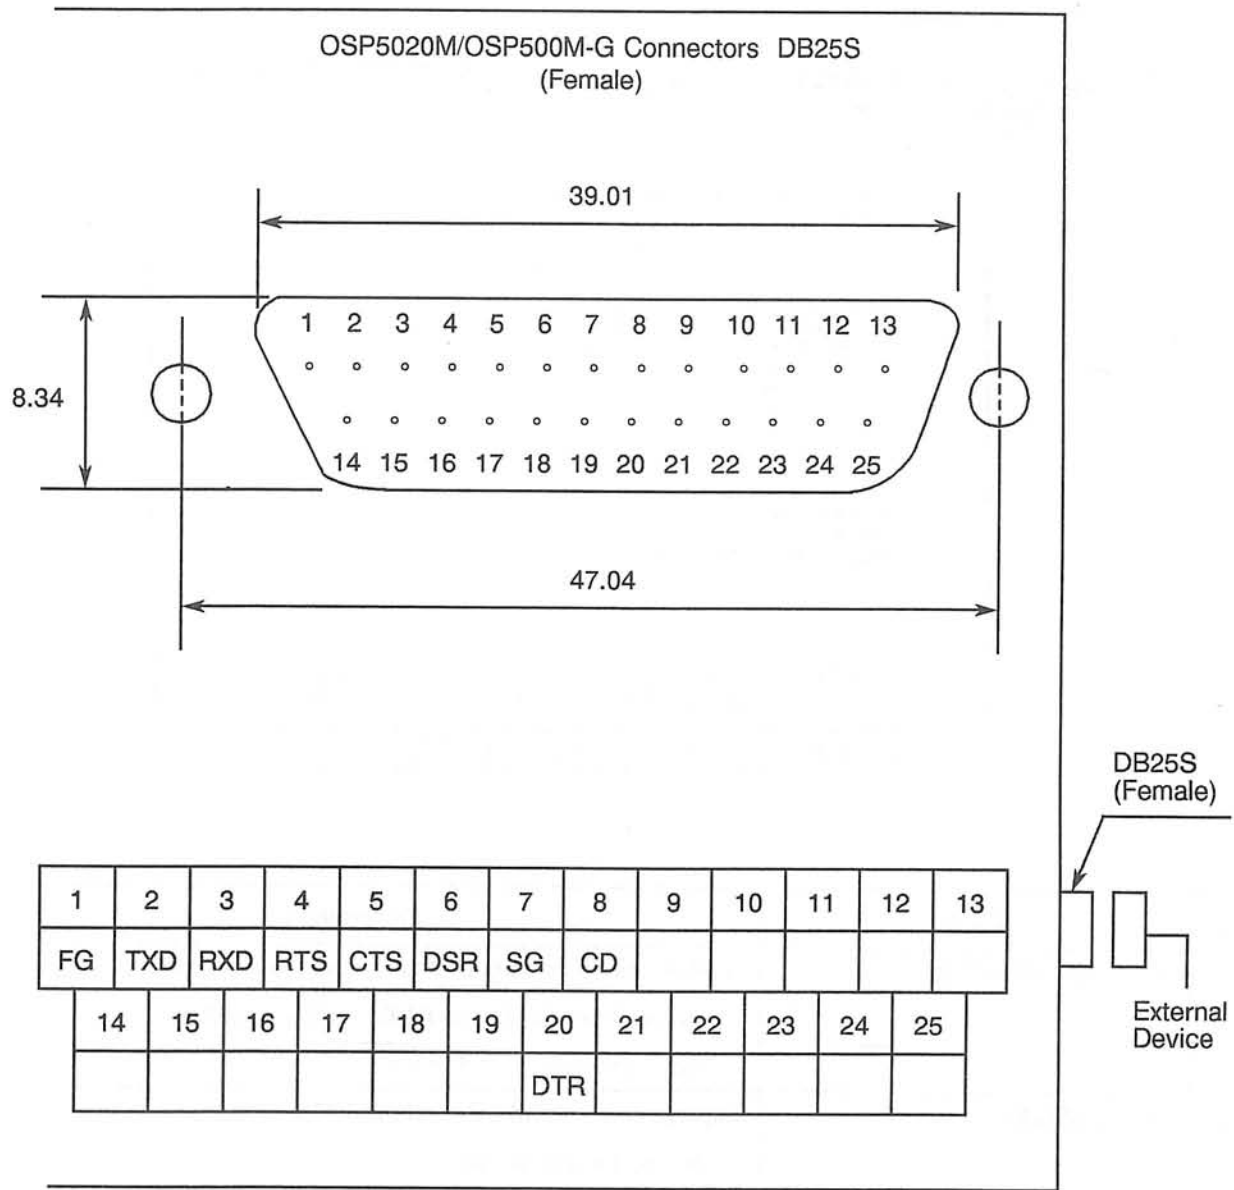 OSP5020M/OSP500M-G Connectors DB25S
(Female)
39.01
1 2 3 4 5 6 7 8 9 10 11 12 13
8.34
14 15 16 17 18 19 20 21 22 23 24 25
47.04
DB25S
(Female)
1 2 3 4 5 6 7 8 9 10 11 12 13
FG TXD RXD RTS CTS DSR SG CD
14 15 16 17 18 19 20 21 22 23 24 25
DTR
External
Device